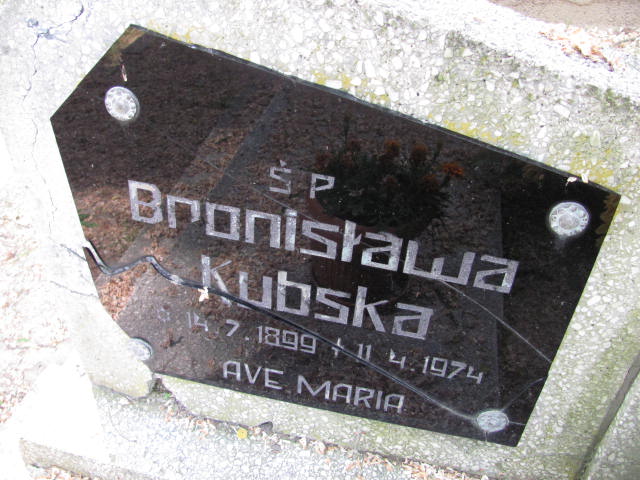 Ś P
Bronisława
Kubska
14.7.1899 + 11.4.1974
AVE MARIA